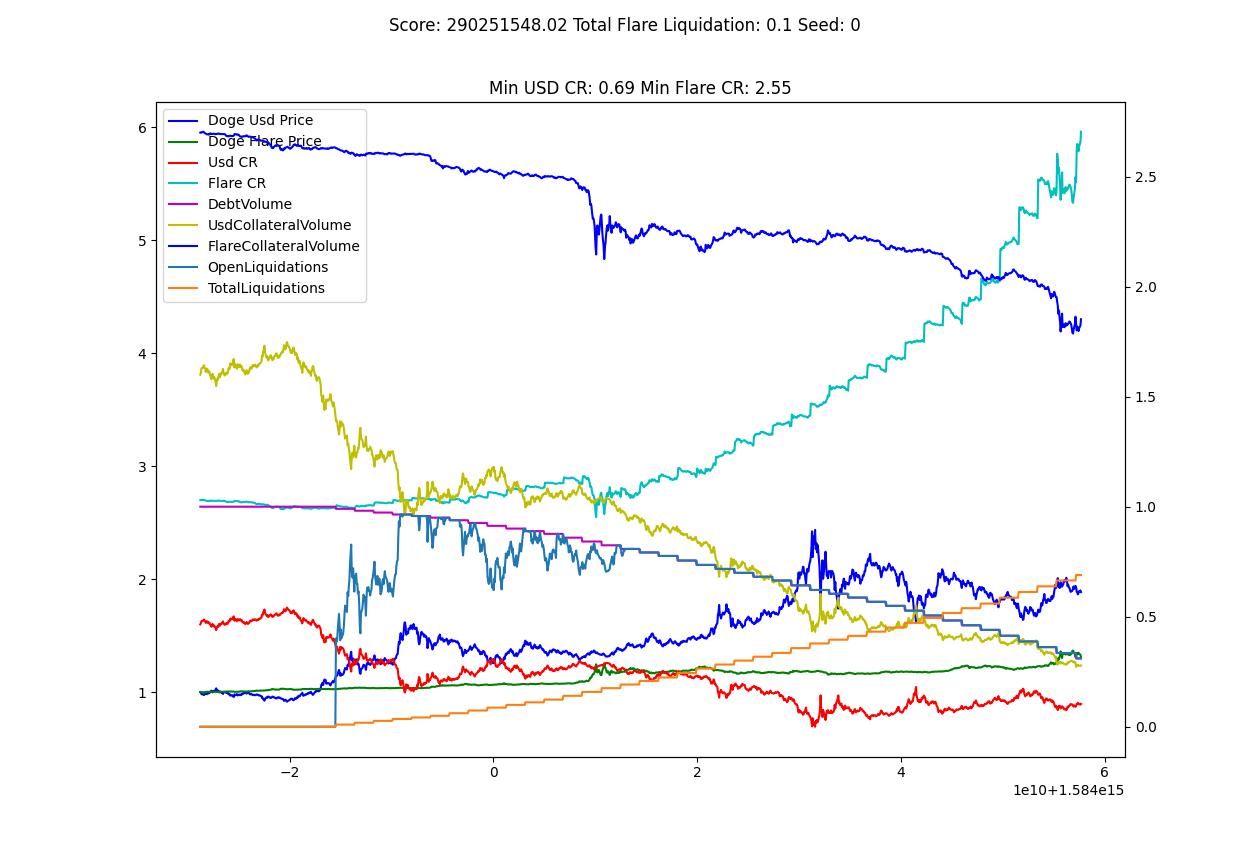 Score: 290251548.02 Total Flare Liquidation: 0.1 Seed: 0
Min USD CR: 0.69 Min Flare CR: 2.55
Doge Usd Price
Doge Flare Price
Usd CR
Flare CR
DebtVolume
UsdCollateralVolume
FlareCollateralVolume
OpenLiquidations
TotalLiquidations
6
5
4
3
2
1
2.5
2.0
1.5
1.0
0.5
0.0
−2
0
2
4
6
1e10+1.584e15